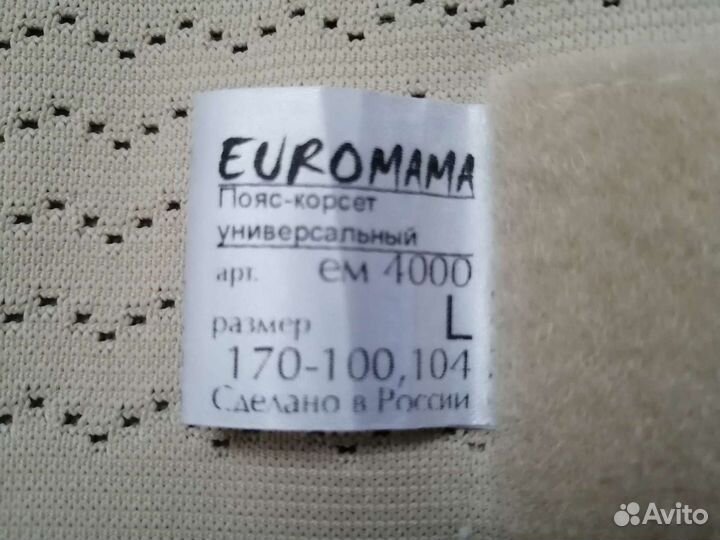 EUROMAMA
Пояс-корсет
универсальный
арт. ем 4000
размер L
170-100,104
Сделано в России
Avito